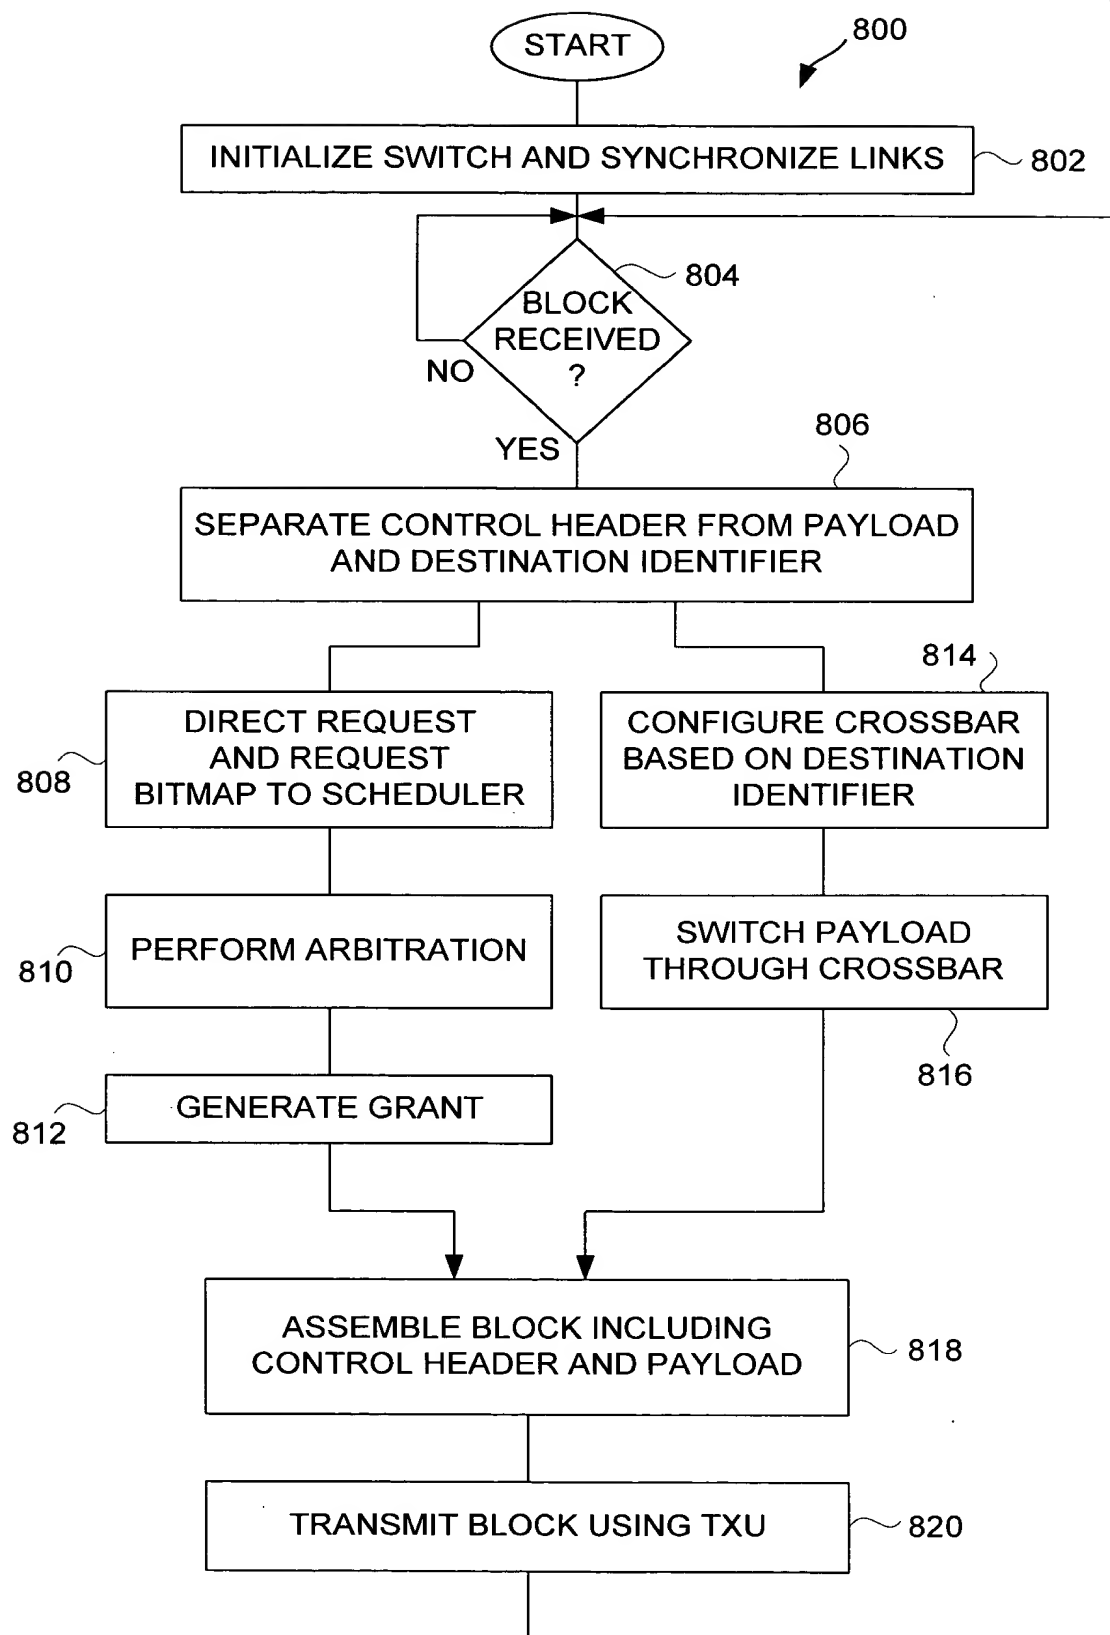 START
800
INITIALIZE SWITCH AND SYNCHRONIZE LINKS
802
804
BLOCK
RECEIVED
?
NO
YES
806
SEPARATE CONTROL HEADER FROM PAYLOAD
AND DESTINATION IDENTIFIER
808
DIRECT REQUEST
AND REQUEST
BITMAP TO SCHEDULER
814
CONFIGURE CROSSBAR
BASED ON DESTINATION
IDENTIFIER
810
PERFORM ARBITRATION
SWITCH PAYLOAD
THROUGH CROSSBAR
816
812
GENERATE GRANT
ASSEMBLE BLOCK INCLUDING
CONTROL HEADER AND PAYLOAD
818
TRANSMIT BLOCK USING TXU
820